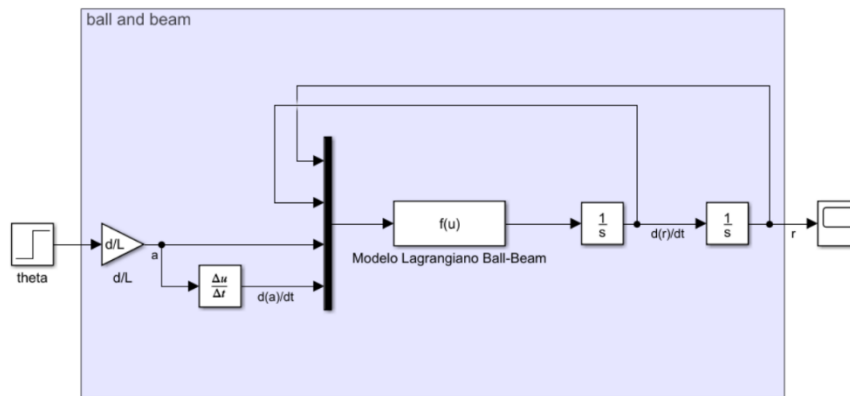 ball and beam
theta
d/L
d/L
a
Δu
Δt
d(a)/dt
f(u)
Modelo Lagrangiano Ball-Beam
1
s
d(r)/dt
1
s
r